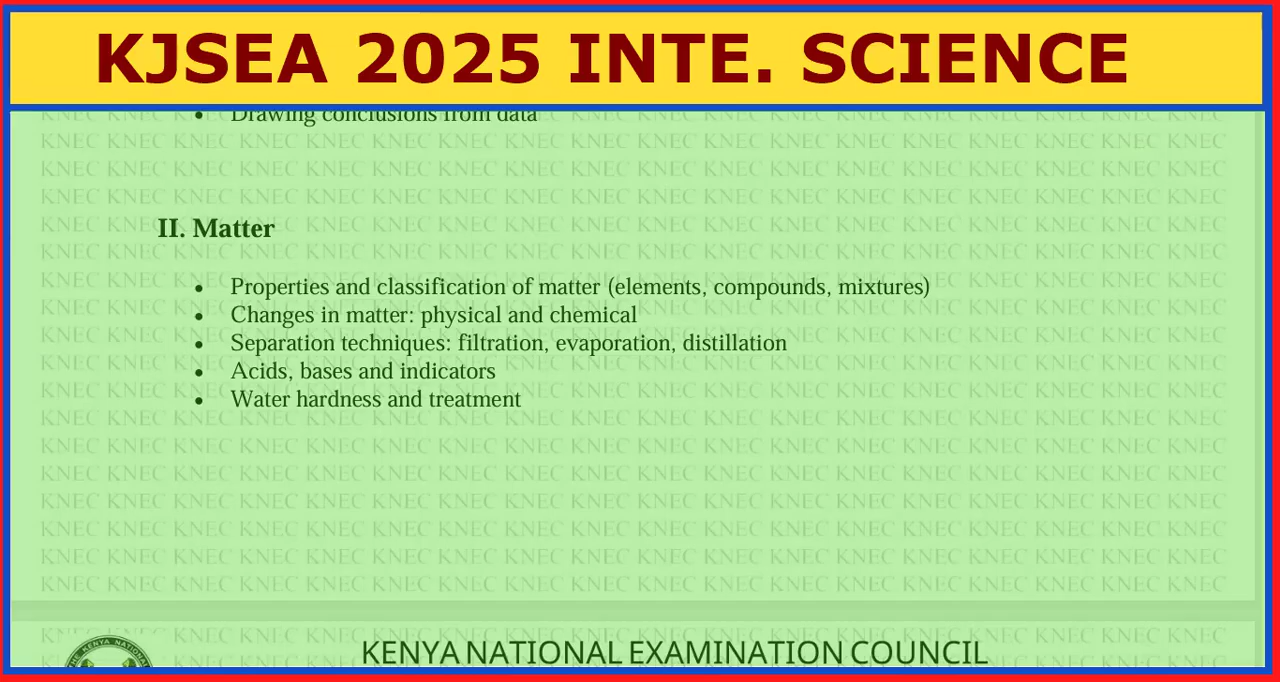 KJSEA 2025 INTE. SCIENCE
• Drawing conclusions from data
II. Matter
• Properties and classification of matter (elements, compounds, mixtures)
• Changes in matter: physical and chemical
• Separation techniques: filtration, evaporation, distillation
• Acids, bases and indicators
• Water hardness and treatment
KENYA NATIONAL EXAMINATION COUNCIL